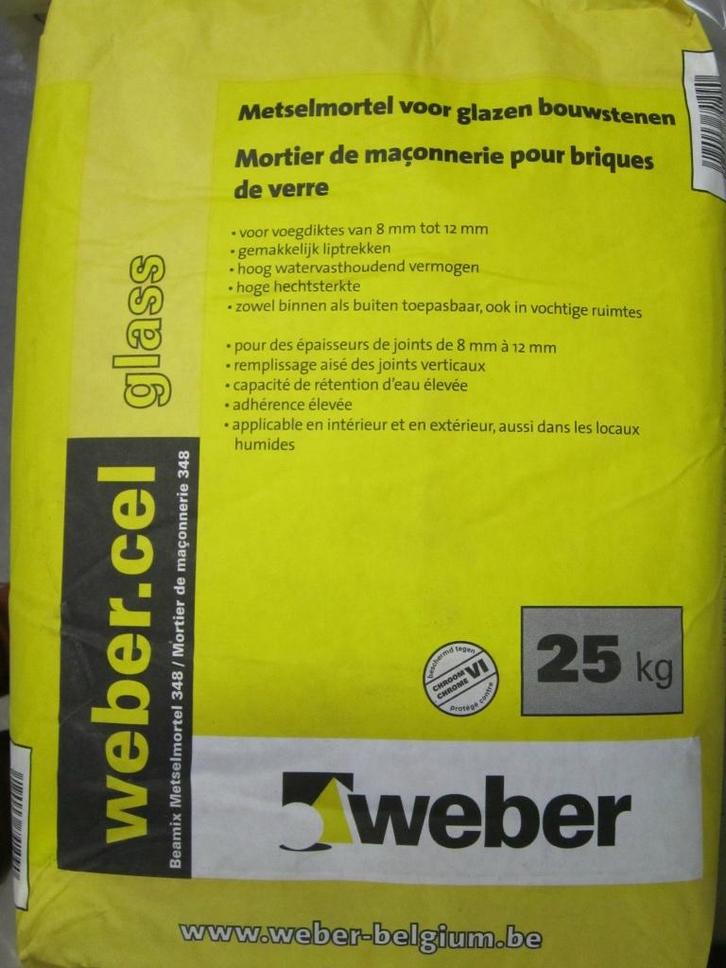 Metselmortel voor glazen bouwstenen
Mortier de maçonnerie pour briques
de verre
• voor voegdiktes van 8 mm tot 12 mm
• gemakkelijk liptrekken
• hoog watervasthoudend vermogen
• hoge hechtsterkte
• zowel binnen als buiten toepasbaar, ook in vochtige ruimtes
• pour des épaisseurs de joints de 8 mm à 12 mm
• remplissage aisé des joints verticaux
• capacité de rétention d'eau élevée
• adhérence élevée
• applicable en intérieur et en extérieur, aussi dans les locaux
humides
weber.cel glass
Beamix Metselmortel 348 / Mortier de maçonnerie 348
beschermd tegen
CHROOM VI
CHROME
protégé contre
25 kg
weber
www.weber-belgium.be